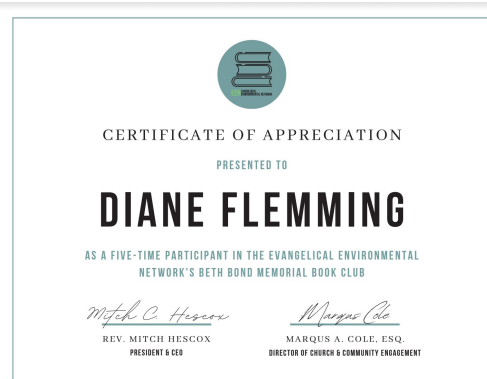 CERTIFICATE OF APPRECIATION
PRESENTED TO
DIANE FLEMMING
AS A FIVE-TIME PARTICIPANT IN THE EVANGELICAL ENVIRONMENTAL
NETWORK'S BETH BOND MEMORIAL BOOK CLUB
Mitch C. Hescox Marqus Cole
REV. MITCH HESCOX MARQUS A. COLE, ESQ.
PRESIDENT & CEO DIRECTOR OF CHURCH & COMMUNITY ENGAGEMENT